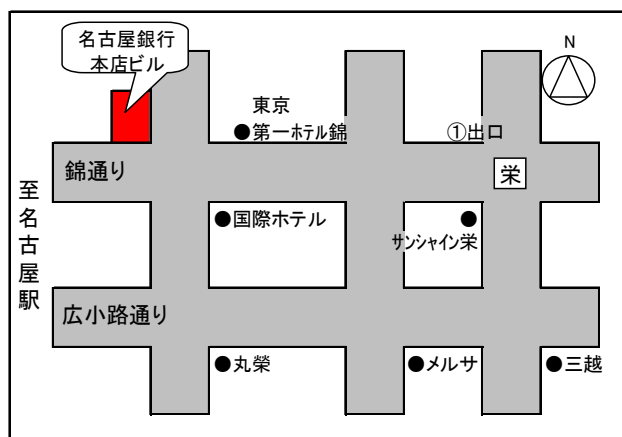 名古屋銀行
本店ビル
N
東京
●第一ホテル錦
①出口
錦通り
栄
至名古屋駅
●国際ホテル
●
サンシャイン栄
広小路通り
●丸榮
●メルサ
●三越